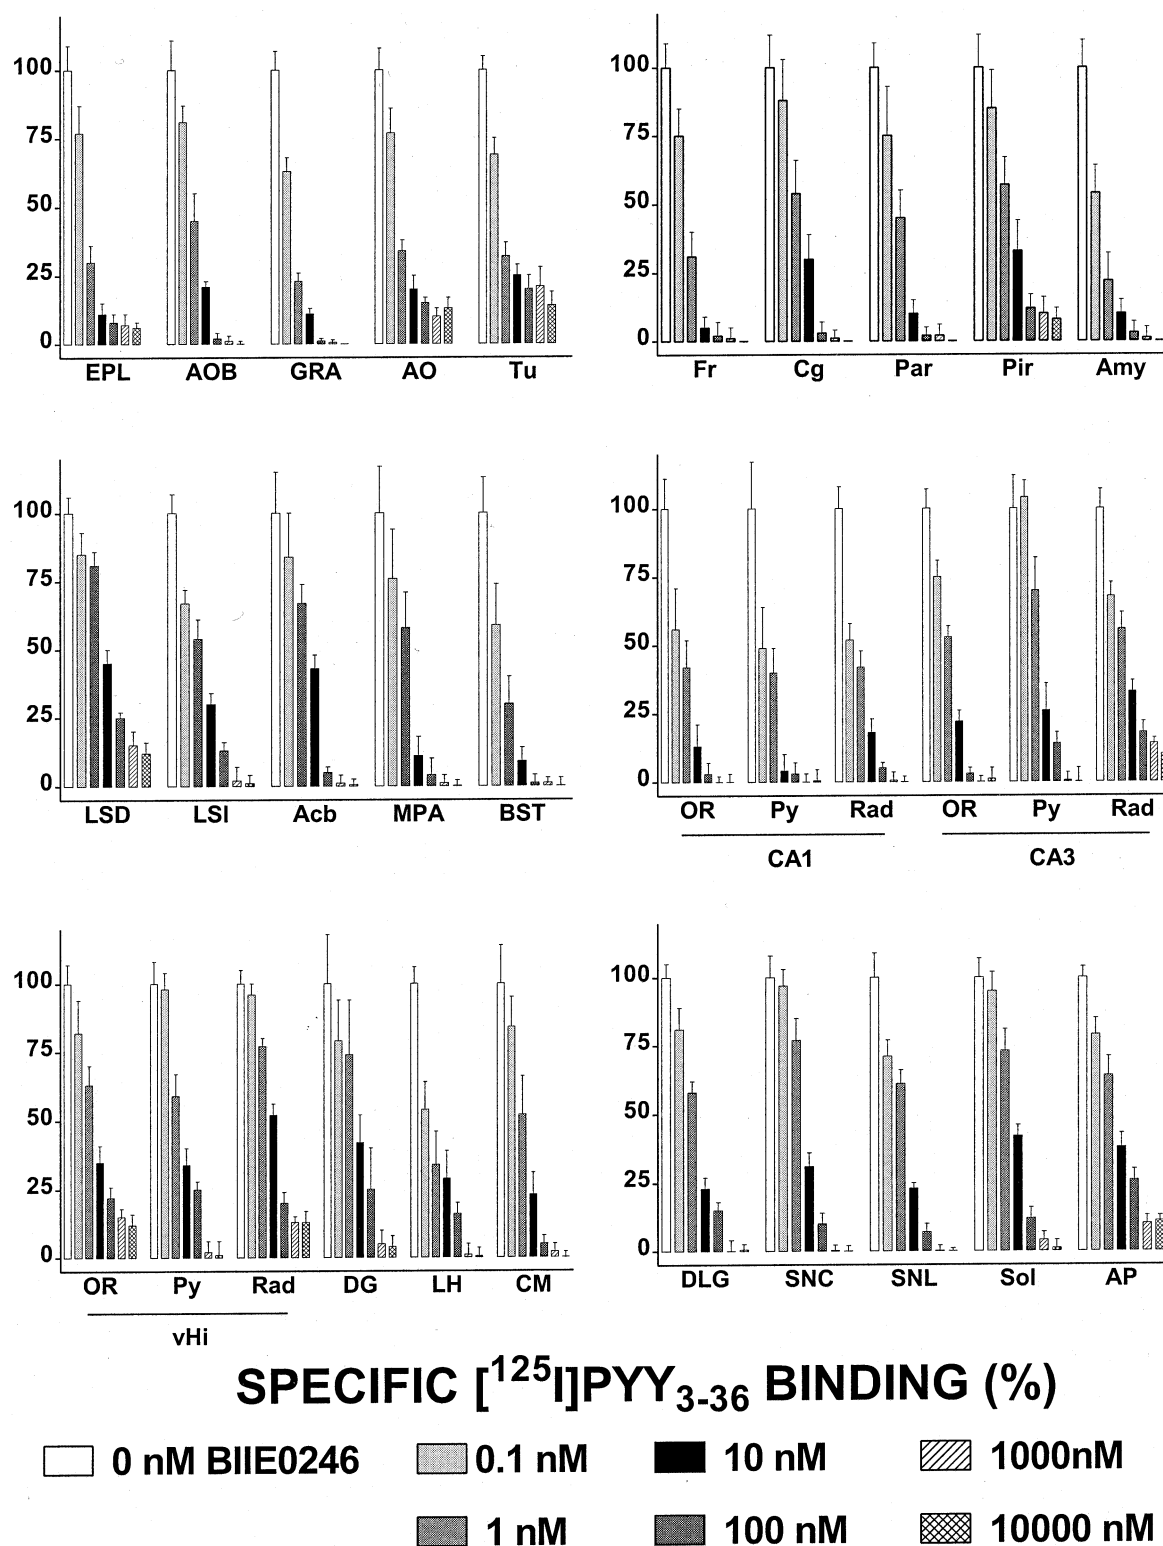 100
75
50
25
0
EPL AOB GRA AO Tu
100
75
50
25
0
Fr Cg Par Pir Amy
100
75
50
25
0
LSD LSI Acb MPA BST
100
75
50
25
0
OR Py Rad OR Py Rad
CA1 CA3
100
75
50
25
0
OR Py Rad DG LH CM
vHi
100
75
50
25
0
DLG SNC SNL Sol AP
SPECIFIC [¹²⁵I]PYY₃₋₃₆ BINDING (%)
0 nM BIIE0246 0.1 nM 10 nM 1000nM
1 nM 100 nM 10000 nM